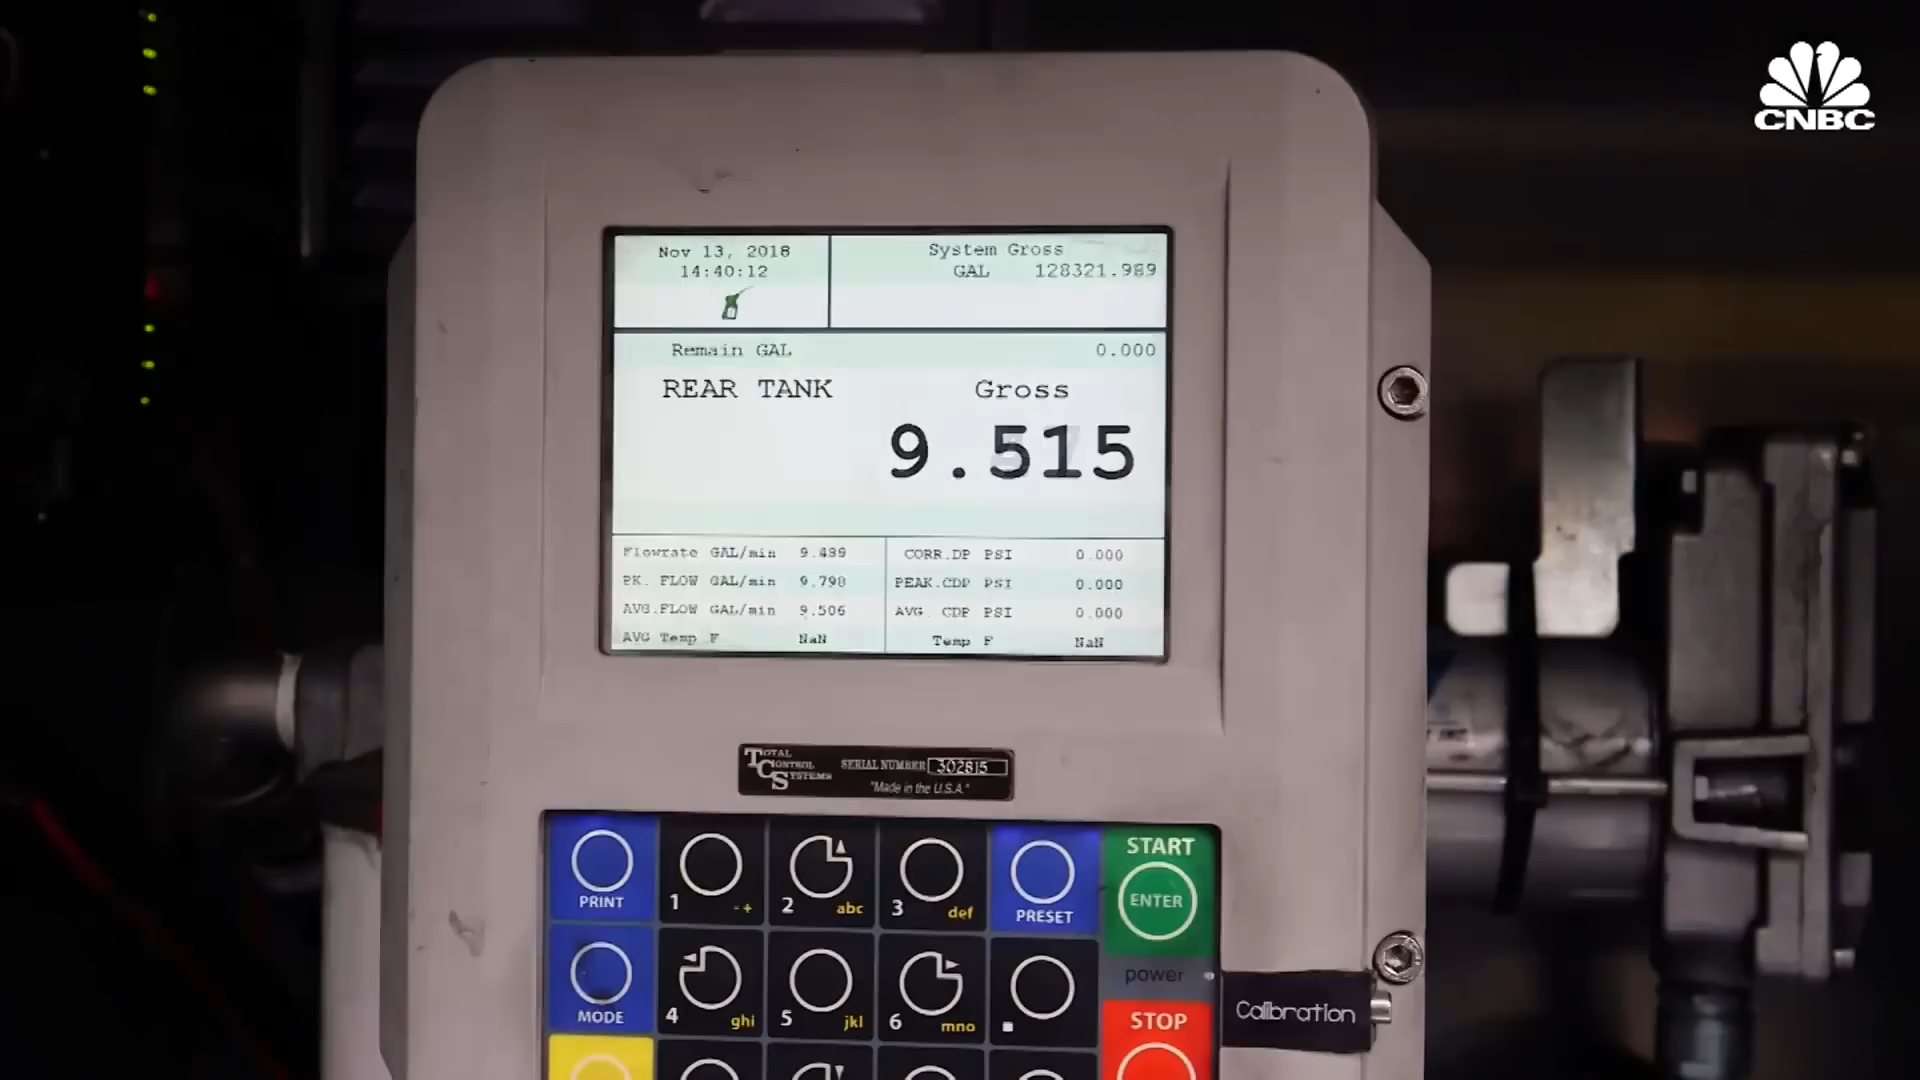 CNBC
Nov 13, 2018
14:40:12
System Gross
GAL 128321.989
Remain GAL 0.000
REAR TANK Gross
9.515
Flowrate GAL/min 9.489
PK. FLOW GAL/min 9.798
AVG.FLOW GAL/min 9.506
AVG Temp F NaN
CORR.DP PSI 0.000
PEAK.CDP PSI 0.000
AVG. CDP PSI 0.000
Temp F NaN
TOTAL
CONTROL
SYSTEMS
SERIAL NUMBER 302815
"Made in the U.S.A."
PRINT
1 -+
2 abc
3 def
PRESET
START
ENTER
MODE
4 ghi
5 jkl
6 mno
.
power
STOP
Calibration